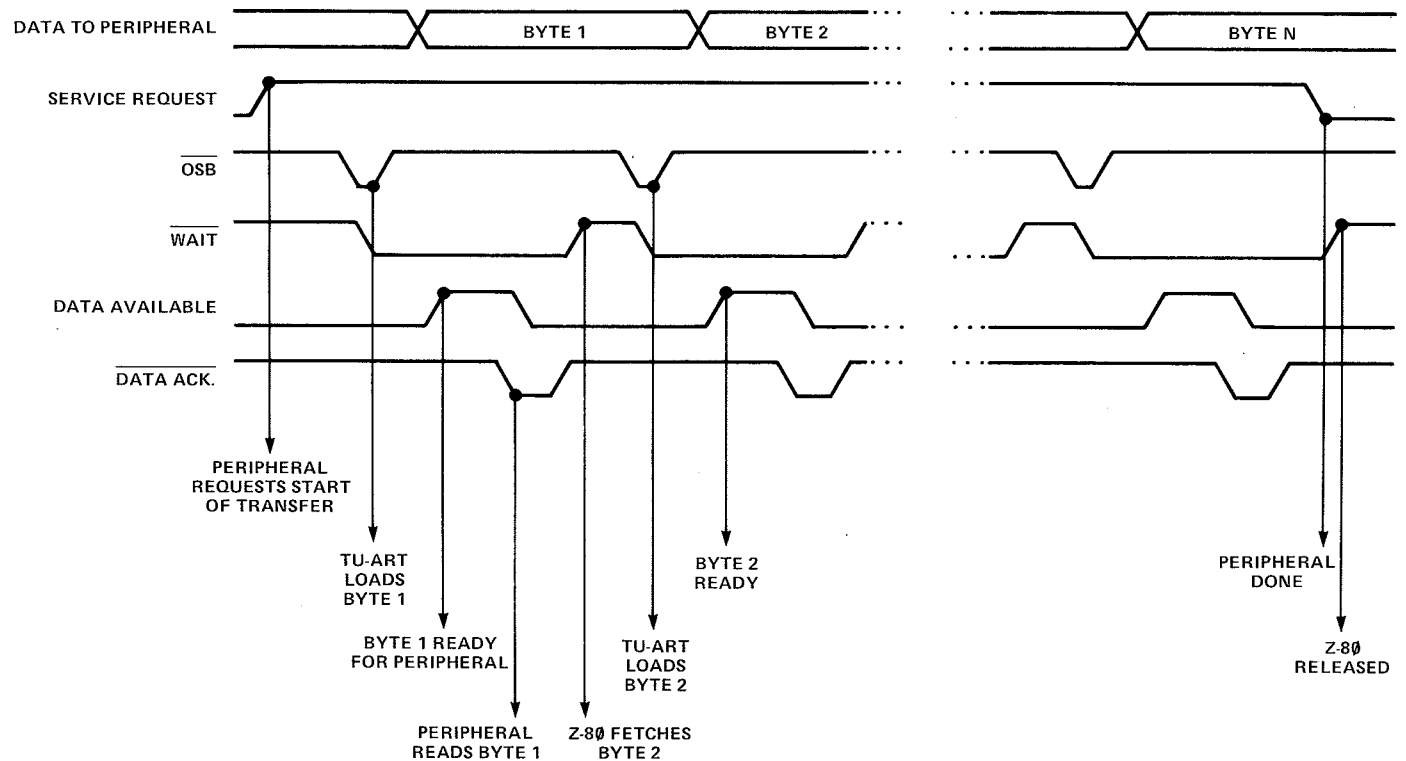 DATA TO PERIPHERAL
BYTE 1
BYTE 2
BYTE N
SERVICE REQUEST
OSB
WAIT
DATA AVAILABLE
DATA ACK.
PERIPHERAL
REQUESTS START
OF TRANSFER
TU-ART
LOADS
BYTE 1
BYTE 1 READY
FOR PERIPHERAL
PERIPHERAL
READS BYTE 1
Z-8Ø FETCHES
BYTE 2
TU-ART
LOADS
BYTE 2
BYTE 2
READY
PERIPHERAL
DONE
Z-8Ø
RELEASED